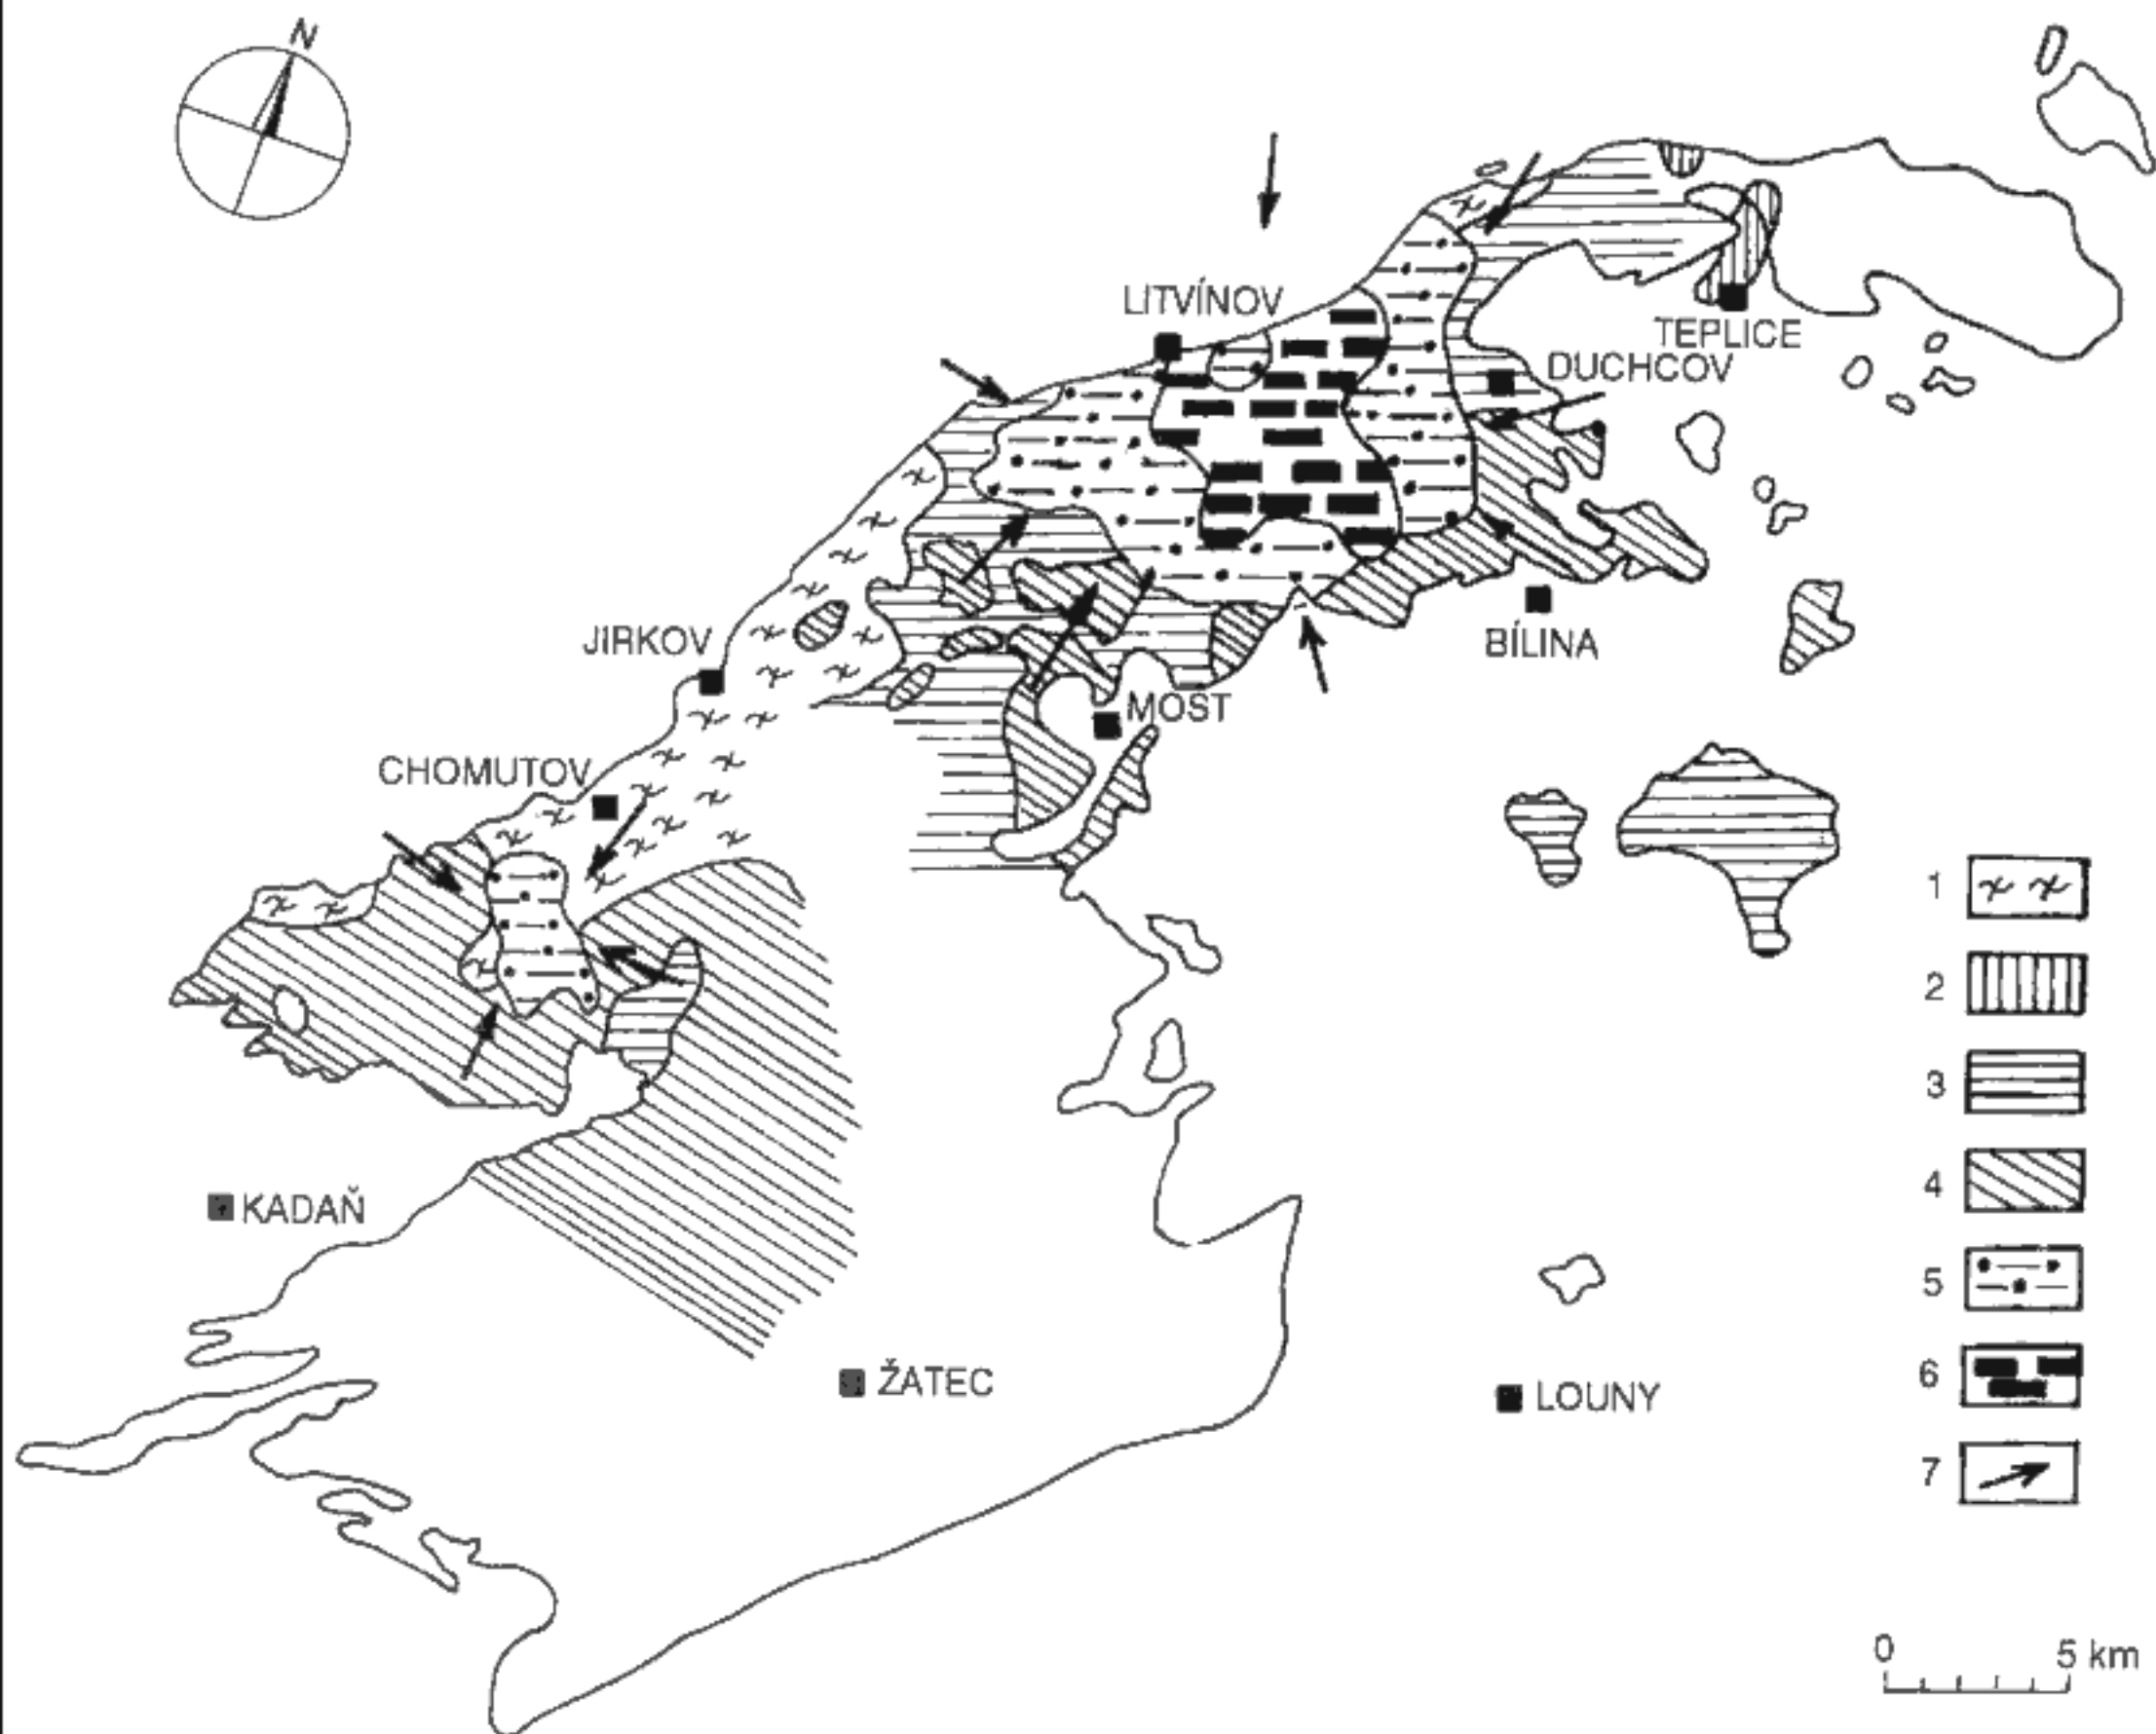 N
LITVÍNOV
TEPLICE
DUCHCOV
JIRKOV
BÍLINA
MOST
CHOMUTOV
1
2
3
4
5
6
7
KADAŇ
ŽATEC
LOUNY
0 5 km